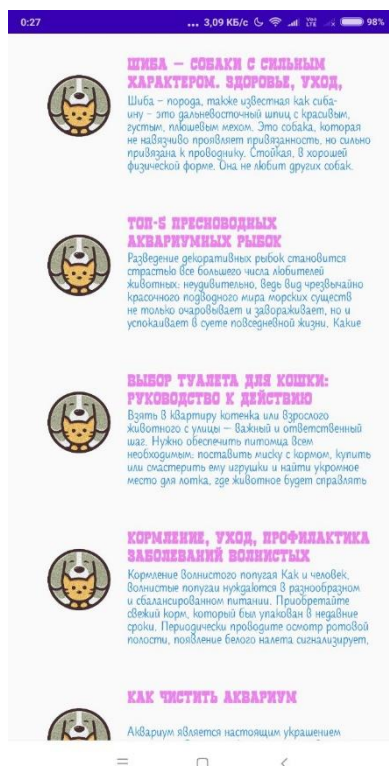 0:27
... 3,09 КБ/с
Vo
LTE
98%
ШИБА – СОБАКИ С СИЛЬНЫМ
ХАРАКТЕРОМ. ЗДОРОВЬЕ, УХОД,
Шиба – порода, также известная как сиба-
ину – это дальневосточный шпиц с красивым,
густым, плюшевым мехом. Это собака, которая
не навязчиво проявляет привязанность, но сильно
привязана к проводнику. Стойкая, в хорошей
физической форме. Она не любит других собак.
ТОП-5 ПРЕСНОВОДНЫХ
АКВАРИУМНЫХ РЫБОК
Разведение декоративных рыбок становится
страстью все большего числа любителей
животных: неудивительно, ведь вид чрезвычайно
красочного подводного мира морских существ
не только очаровывает и завораживает, но и
успокаивает в суете повседневной жизни. Какие
ВЫБОР ТУАЛЕТА ДЛЯ КОШКИ:
РУКОВОДСТВО К ДЕЙСТВИЮ
Взять в квартиру котенка или взрослого
животного с улицы – важный и ответственный
шаг. Нужно обеспечить питомца всем
необходимым: поставить миску с кормом, купить
или смастерить ему игрушки и найти укромное
место для лотка, где животное будет справлять
КОРМЛЕНИЕ, УХОД, ПРОФИЛАКТИКА
ЗАБОЛЕВАНИЙ ВОЛНИСТЫХ
Кормление волнистого попугая Как и человек,
волнистые попугаи нуждаются в разнообразном
и сбалансированном питании. Приобретайте
свежий корм, который был упакован в недавние
сроки. Периодически проводите осмотр ротовой
полости, появление белого налета сигнализирует,
КАК ЧИСТИТЬ АКВАРИУМ
Аквариум является настоящим украшением